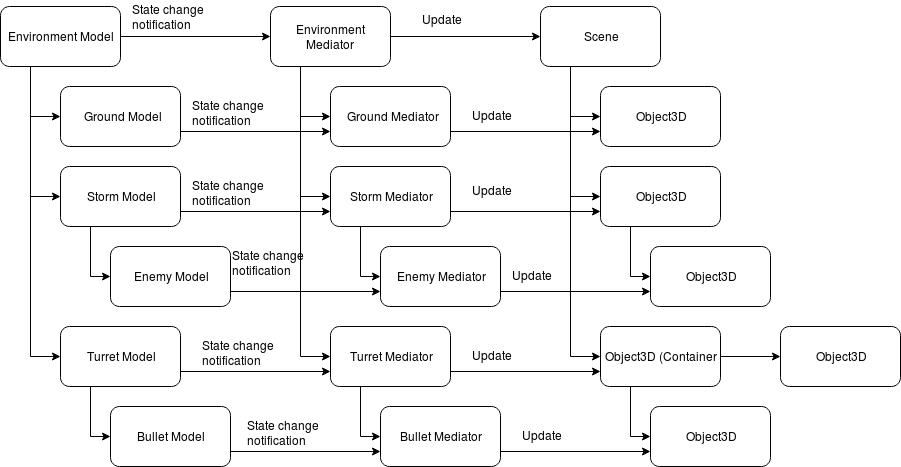 State change
notification
Update
Environment Model
Environment
Mediator
Scene
State change
notification
Update
Ground Model
Ground Mediator
Object3D
State change
notification
Update
Storm Model
Storm Mediator
Object3D
State change
notification
Update
Enemy Model
Enemy Mediator
Object3D
State change
notification
Update
Turret Model
Turret Mediator
Object3D (Container
Object3D
State change
notification
Update
Bullet Model
Bullet Mediator
Object3D